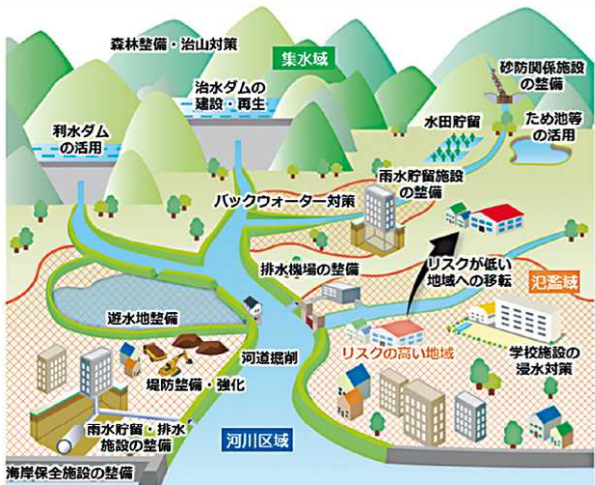 森林整備・治山対策
集水域
砂防関係施設
の整備
治水ダムの
建設・再生
利水ダム
の活用
水田貯留
ため池等
の活用
雨水貯留施設
の整備
バックウォーター対策
排水機場の整備
リスクが低い
地域への移転
氾濫域
遊水地整備
リスクの高い地域
学校施設の
浸水対策
河道掘削
堤防整備・強化
雨水貯留・排水
施設の整備
河川区域
海岸保全施設の整備